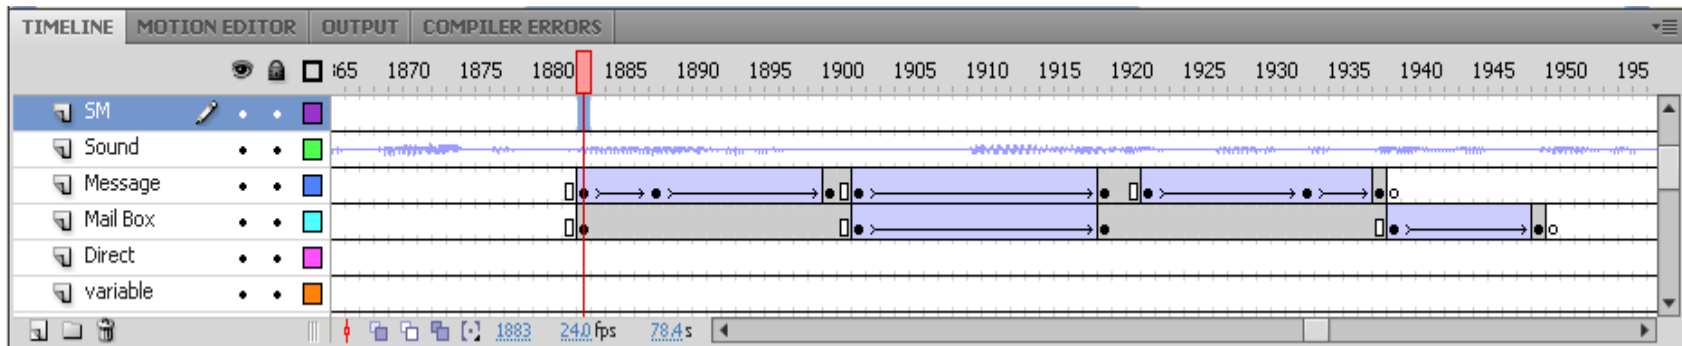 TIMELINE MOTION EDITOR OUTPUT COMPILER ERRORS
365 1870 1875 1880 1885 1890 1895 1900 1905 1910 1915 1920 1925 1930 1935 1940 1945 1950 195
SM
Sound
Message
Mail Box
Direct
variable
1883 24.0 fps 78.4 s